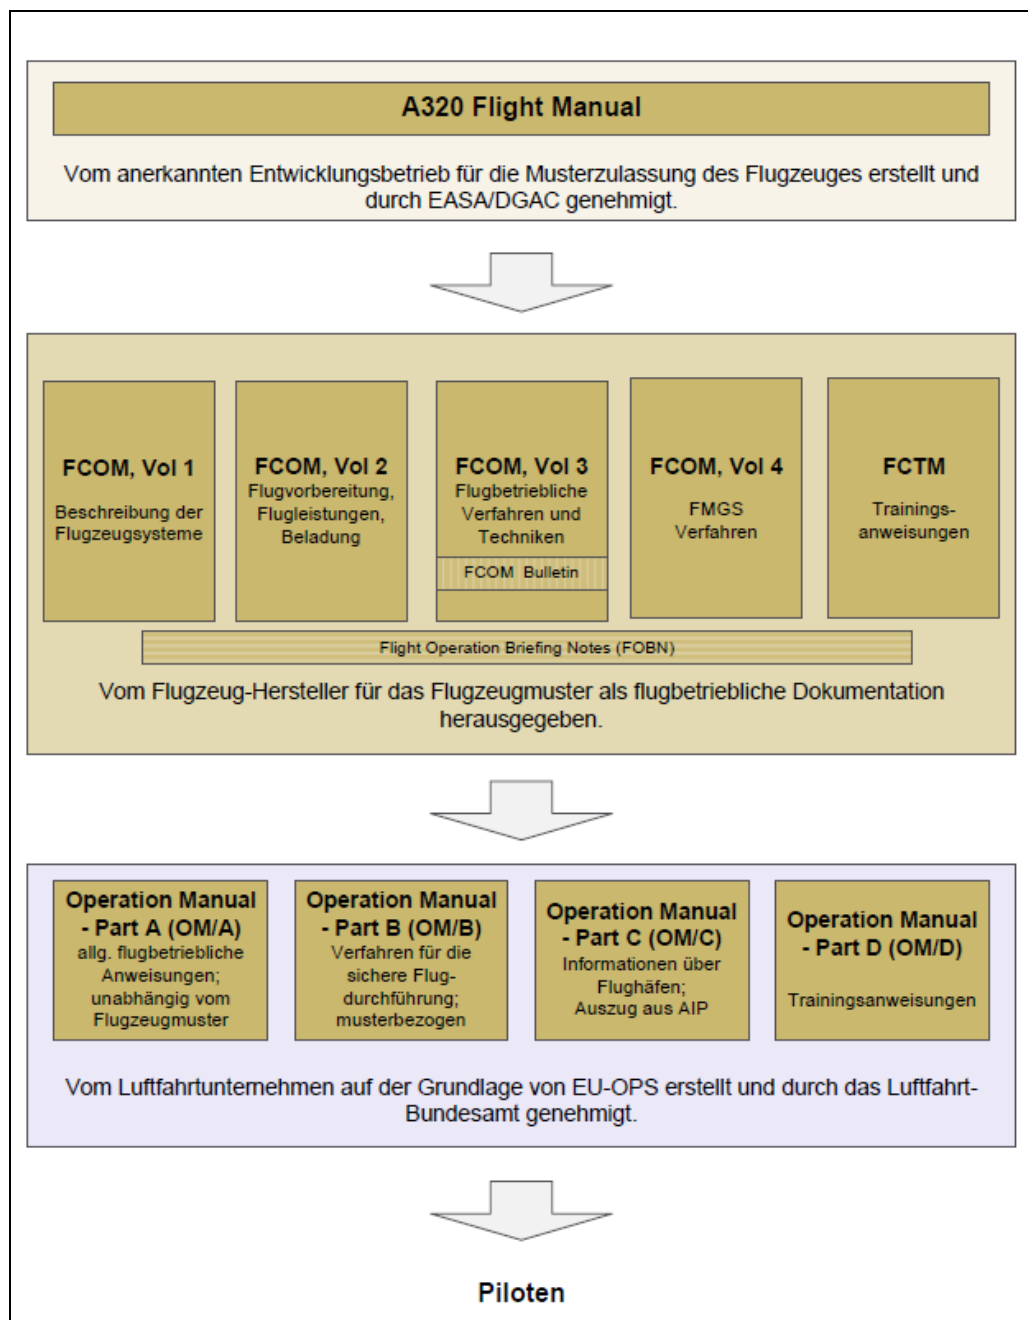 A320 Flight Manual
Vom anerkannten Entwicklungsbetrieb für die Musterzulassung des Flugzeuges erstellt und
durch EASA/DGAC genehmigt.
FCOM, Vol 1
Beschreibung der
Flugzeugsysteme
FCOM, Vol 2
Flugvorbereitung,
Flugleistungen,
Beladung
FCOM, Vol 3
Flugbetriebliche
Verfahren und
Techniken
FCOM Bulletin
FCOM, Vol 4
FMGS
Verfahren
FCTM
Trainings-
anweisungen
Flight Operation Briefing Notes (FOBN)
Vom Flugzeug-Hersteller für das Flugzeugmuster als flugbetriebliche Dokumentation
herausgegeben.
Operation Manual
- Part A (OM/A)
allg. flugbetriebliche
Anweisungen;
unabhängig vom
Flugzeugmuster
Operation Manual
- Part B (OM/B)
Verfahren für die
sichere Flug-
durchführung;
musterbezogen
Operation Manual
- Part C (OM/C)
Informationen über
Flughäfen;
Auszug aus AIP
Operation Manual
- Part D (OM/D)
Trainingsanweisungen
Vom Luftfahrtunternehmen auf der Grundlage von EU-OPS erstellt und durch das Luftfahrt-
Bundesamt genehmigt.
Piloten